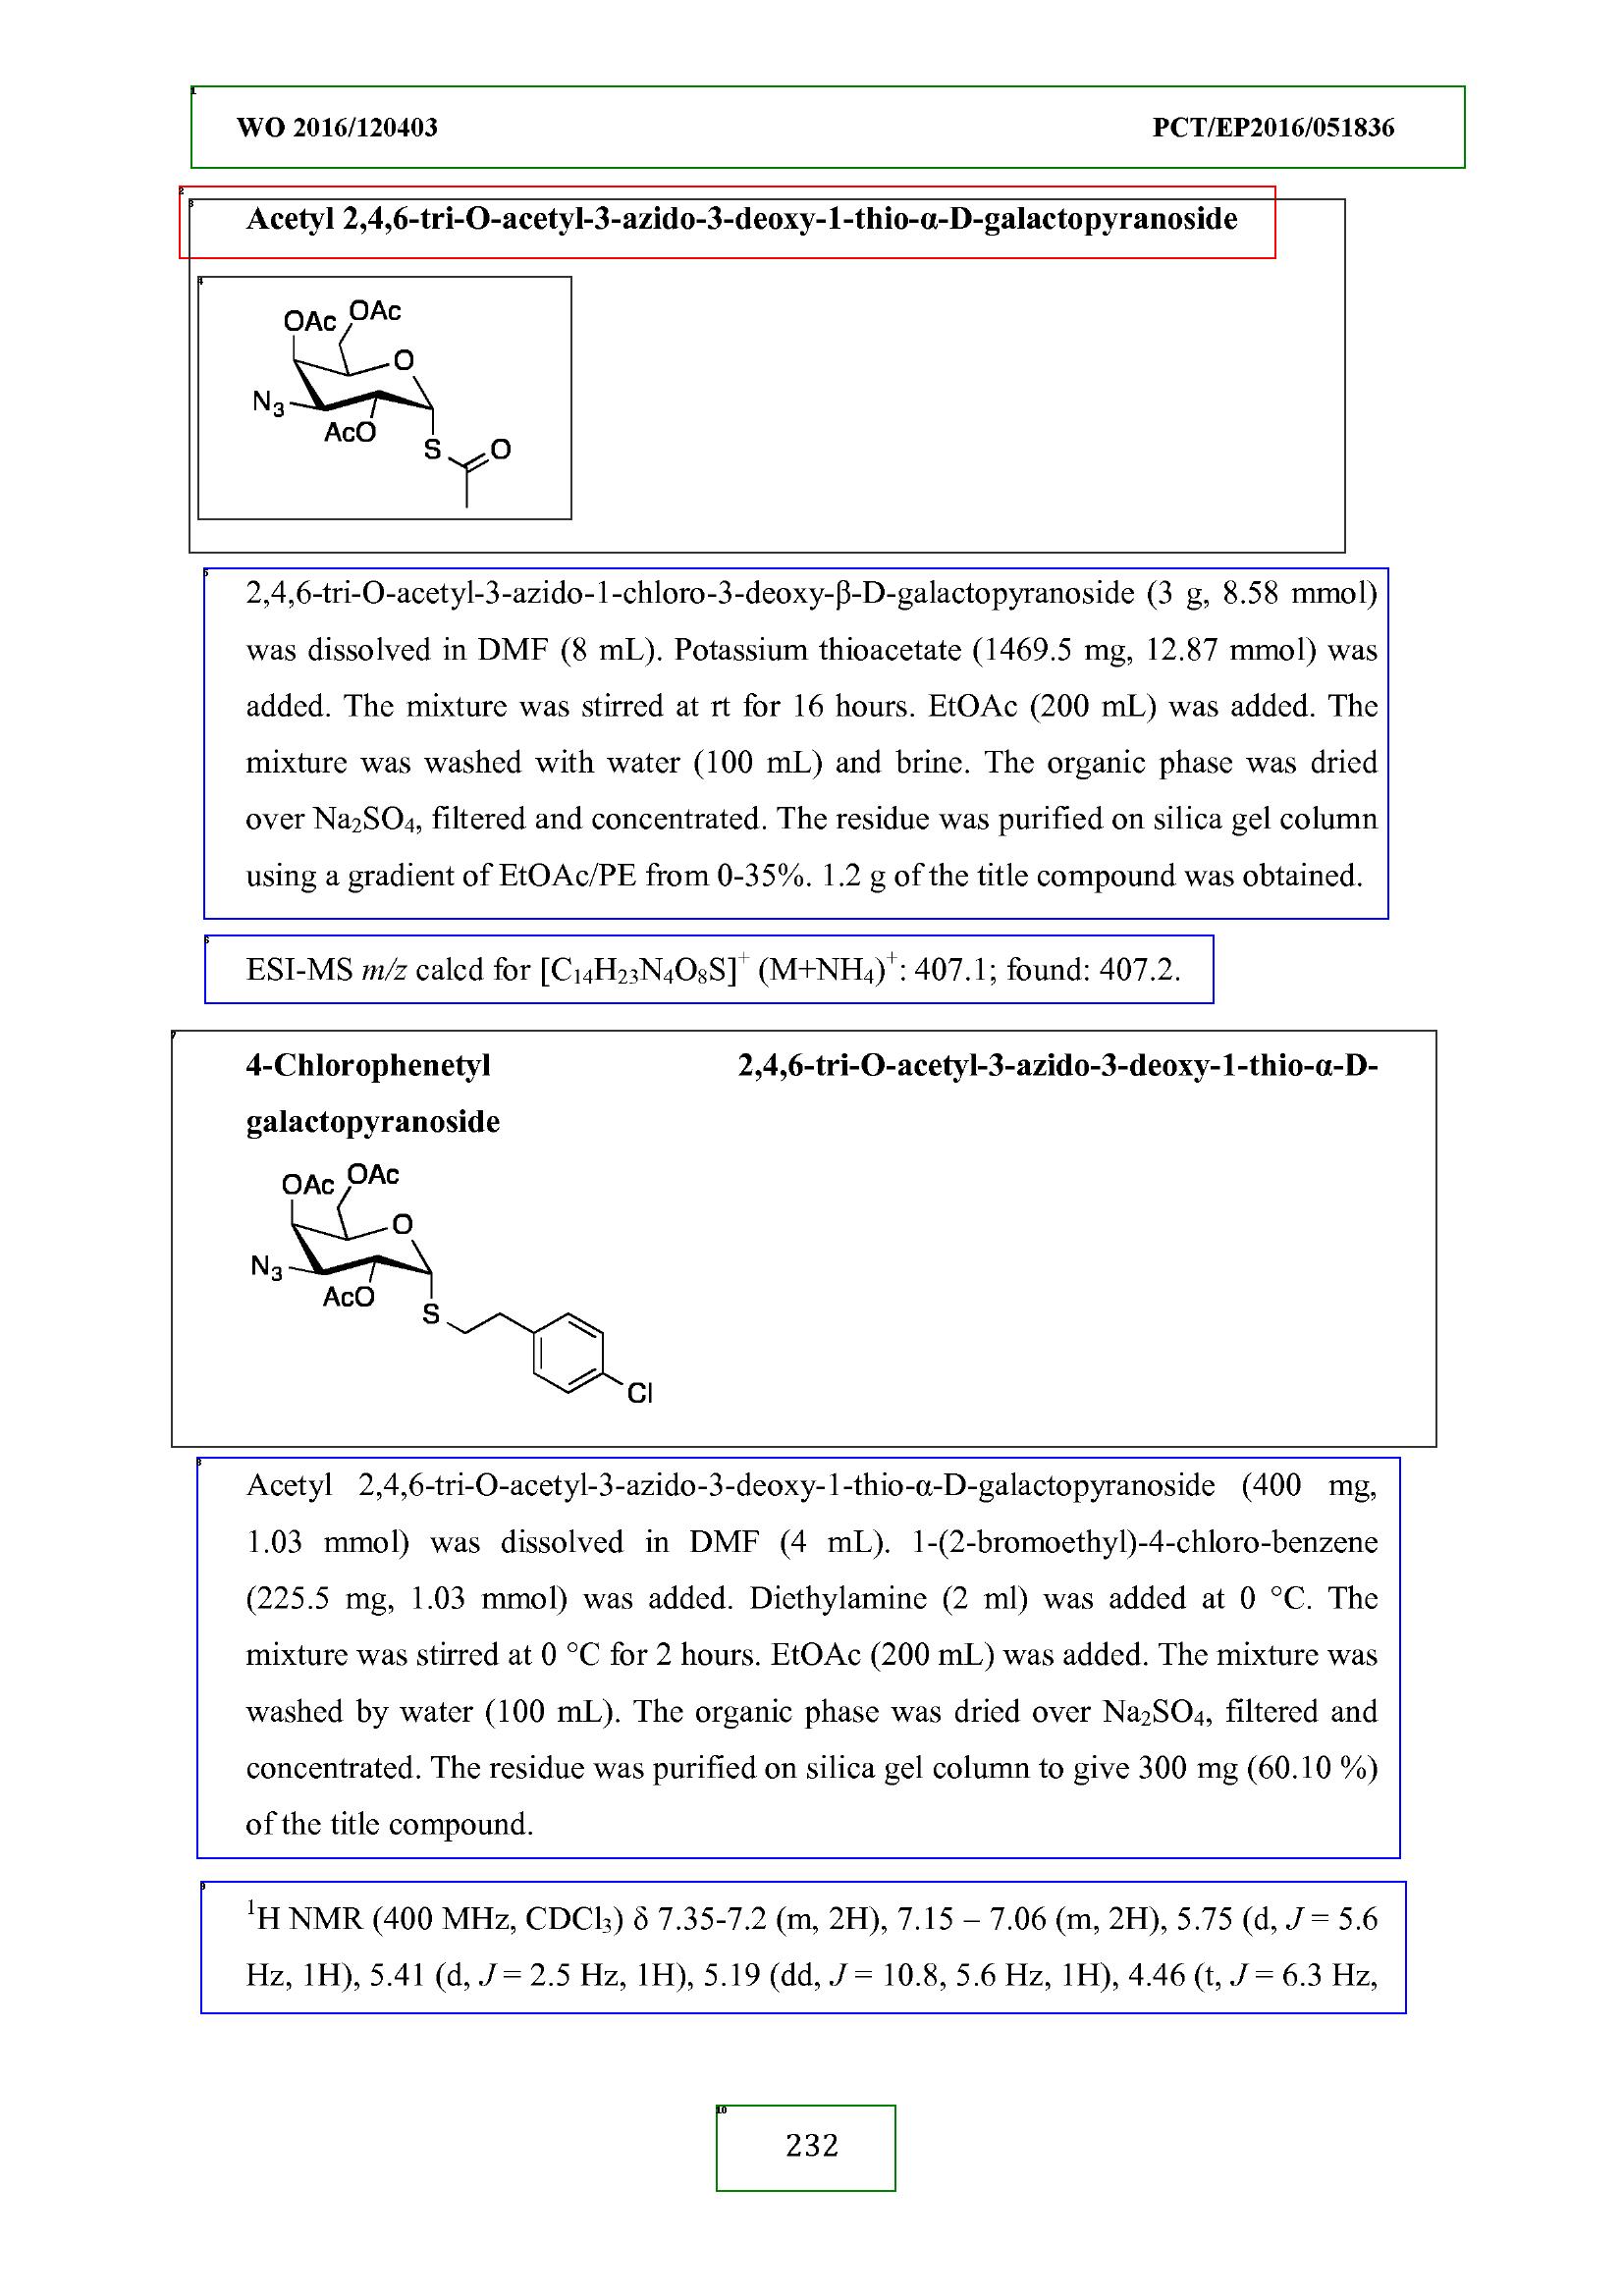 WO 2016/120403 PCT/EP2016/051836
Acetyl 2,4,6-tri-O-acetyl-3-azido-3-deoxy-1-thio-α-D-galactopyranoside
OAc OAc
O
N3
AcO
S O
2,4,6-tri-O-acetyl-3-azido-1-chloro-3-deoxy-β-D-galactopyranoside (3 g, 8.58 mmol)
was dissolved in DMF (8 mL). Potassium thioacetate (1469.5 mg, 12.87 mmol) was
added. The mixture was stirred at rt for 16 hours. EtOAc (200 mL) was added. The
mixture was washed with water (100 mL) and brine. The organic phase was dried
over Na₂SO₄, filtered and concentrated. The residue was purified on silica gel column
using a gradient of EtOAc/PE from 0-35%. 1.2 g of the title compound was obtained.
ESI-MS m/z calcd for [C₁₄H₂₃N₄O₈S]⁺ (M+NH₄)⁺: 407.1; found: 407.2.
4-Chlorophenetyl 2,4,6-tri-O-acetyl-3-azido-3-deoxy-1-thio-α-D-
galactopyranoside
OAc OAc
O
N3
AcO
S
Cl
Acetyl 2,4,6-tri-O-acetyl-3-azido-3-deoxy-1-thio-α-D-galactopyranoside (400 mg,
1.03 mmol) was dissolved in DMF (4 mL). 1-(2-bromoethyl)-4-chloro-benzene
(225.5 mg, 1.03 mmol) was added. Diethylamine (2 ml) was added at 0 °C. The
mixture was stirred at 0 °C for 2 hours. EtOAc (200 mL) was added. The mixture was
washed by water (100 mL). The organic phase was dried over Na₂SO₄, filtered and
concentrated. The residue was purified on silica gel column to give 300 mg (60.10 %)
of the title compound.
¹H NMR (400 MHz, CDCl₃) δ 7.35-7.2 (m, 2H), 7.15 – 7.06 (m, 2H), 5.75 (d, J = 5.6
Hz, 1H), 5.41 (d, J = 2.5 Hz, 1H), 5.19 (dd, J = 10.8, 5.6 Hz, 1H), 4.46 (t, J = 6.3 Hz,
232